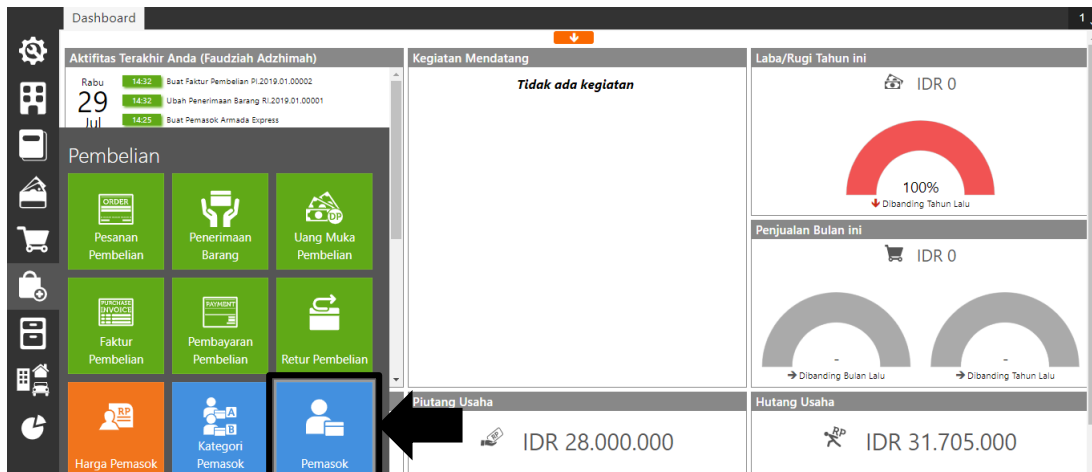 Dashboard
1
Aktifitas Terakhir Anda (Faudziah Adzhimah)
Rabu
29
Jul
14:32 Buat Faktur Pembelian PI.2019.01.00002
14:32 Ubah Penerimaan Barang RI.2019.01.00001
14:25 Buat Pemasok Armada Express
Pembelian
ORDER
Pesanan
Pembelian
Penerimaan
Barang
DP
Uang Muka
Pembelian
PURCHASE
INVOICE
Faktur
Pembelian
PAYMENT
Pembayaran
Pembelian
Retur Pembelian
RP
Harga Pemasok
A
B
Kategori
Pemasok
Pemasok
Kegiatan Mendatang
Tidak ada kegiatan
Laba/Rugi Tahun ini
IDR 0
100%
Dibanding Tahun Lalu
Penjualan Bulan ini
IDR 0
-
Dibanding Bulan Lalu
-
Dibanding Tahun Lalu
Piutang Usaha
IDR 28.000.000
Hutang Usaha
RP
IDR 31.705.000